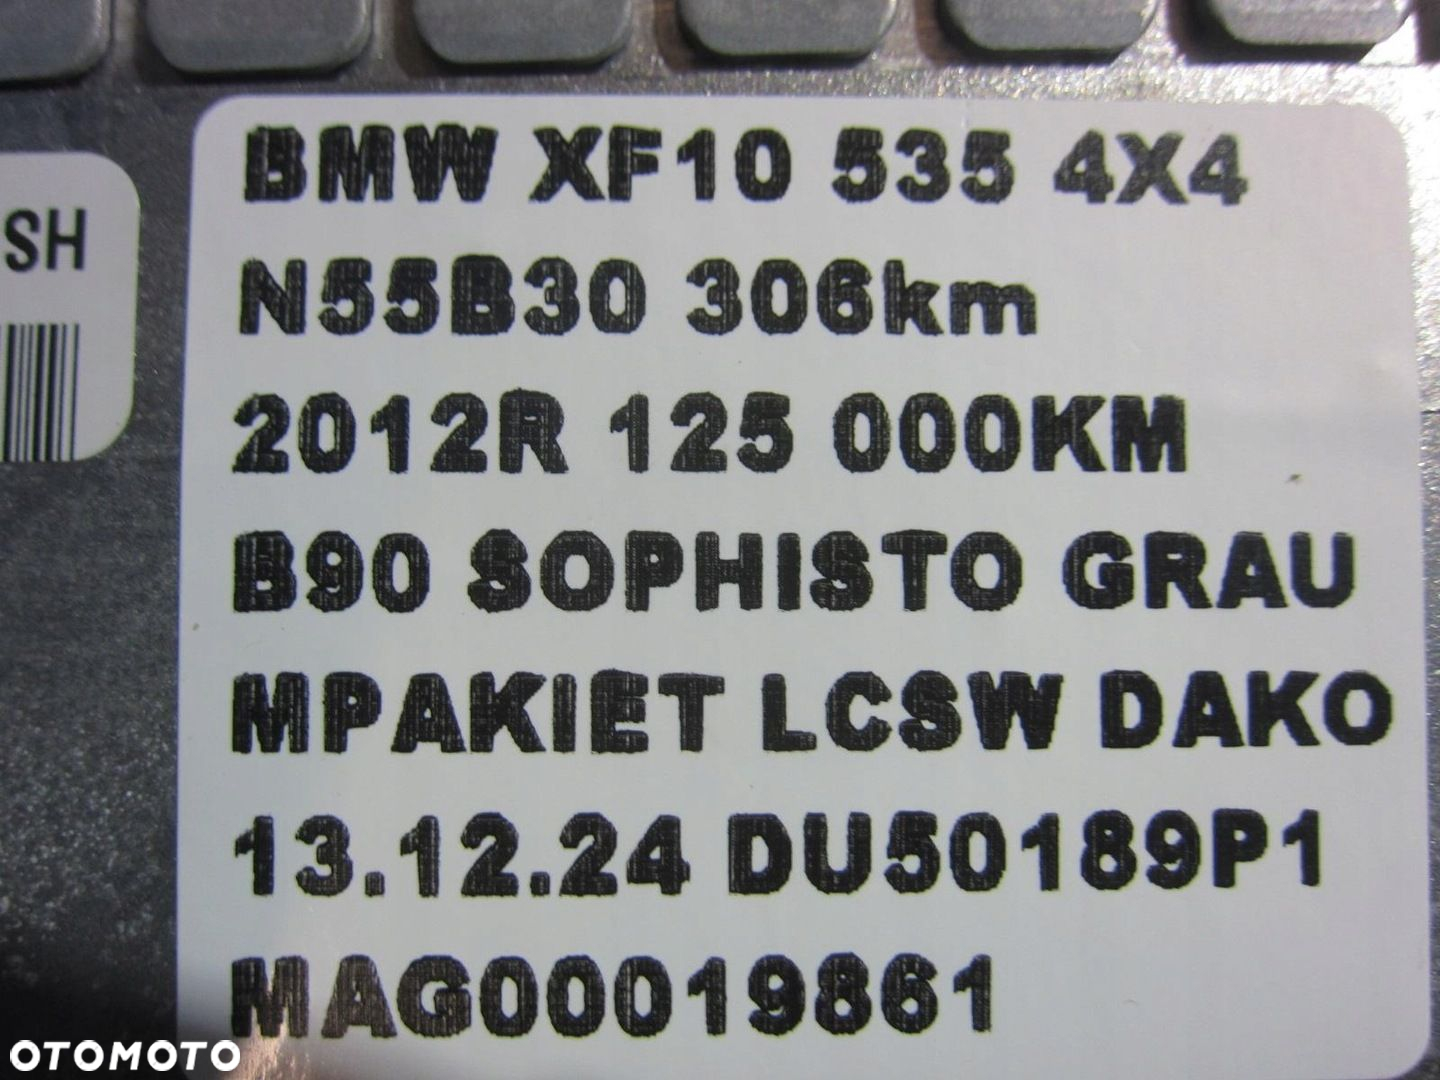 BMW XF10 535 4X4
N55B30 306km
2012R 125 000KM
B90 SOPHISTO GRAU
MPAKIET LCSW DAKO
13.12.24 DU50189P1
MAG00019861
SH
OTOMOTO